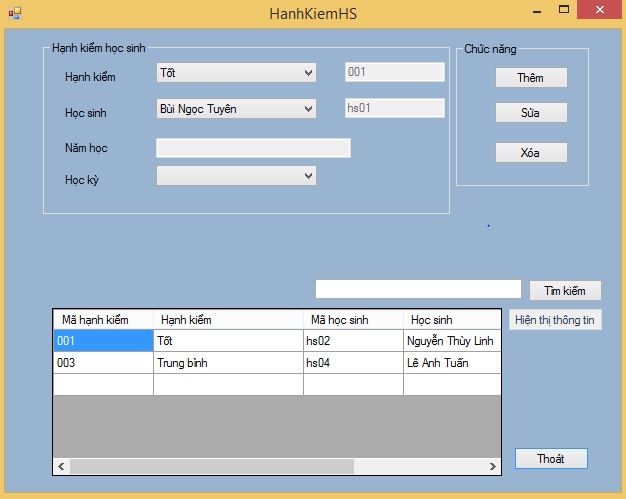 HanhKiemHS
Hạnh kiểm học sinh
Chức năng
Hạnh kiểm Tốt 001
Thêm
Học sinh Bùi Ngọc Tuyên hs01
Sửa
Năm học
Xóa
Học kỳ
Tìm kiếm
Mã hạnh kiểm Hạnh kiểm Mã học sinh Học sinh
Hiện thị thông tin
001 Tốt hs02 Nguyễn Thùy Linh
003 Trung bình hs04 Lê Anh Tuấn
Thoát